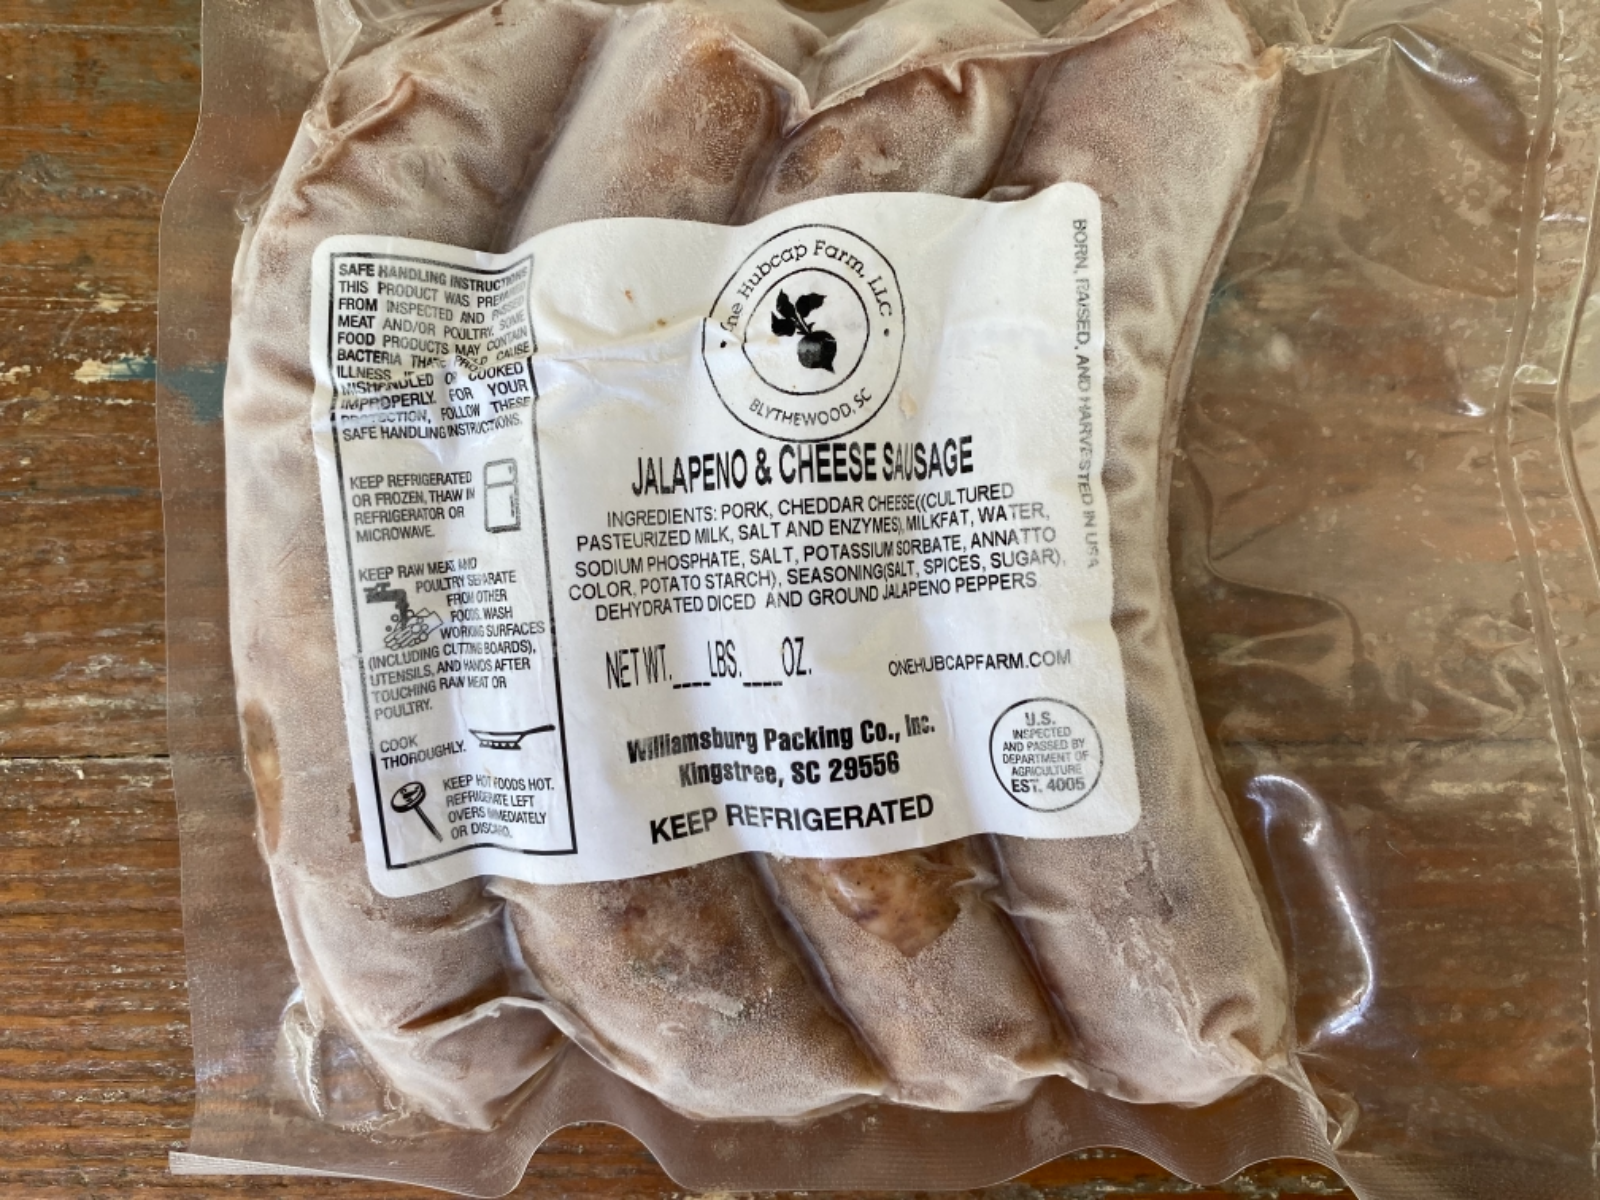 SAFE HANDLING INSTRUCTIONS
THIS PRODUCT WAS PREPARED
FROM INSPECTED AND PASSED
MEAT AND/OR POULTRY. SOME
FOOD PRODUCTS MAY CONTAIN
BACTERIA THAT COULD CAUSE
ILLNESS IF PRODUCT
MISHANDLED OR COOKED
IMPROPERLY. FOR YOUR
PROTECTION, FOLLOW THESE
SAFE HANDLING INSTRUCTIONS.
KEEP REFRIGERATED
OR FROZEN, THAW IN
REFRIGERATOR OR
MICROWAVE.
KEEP RAW MEAT AND
POULTRY SEPARATE
FROM OTHER
FOODS. WASH
WORKING SURFACES
(INCLUDING CUTTING BOARDS),
UTENSILS, AND HANDS AFTER
TOUCHING RAW MEAT OR
POULTRY.
COOK
THOROUGHLY.
KEEP HOT FOODS HOT.
REFRIGERATE LEFT
OVERS IMMEDIATELY
OR DISCARD.
One Hubcap Farm, LLC
BLYTHEWOOD, SC
JALAPENO & CHEESE SAUSAGE
INGREDIENTS: PORK, CHEDDAR CHEESE((CULTURED
PASTEURIZED MILK, SALT AND ENZYMES), MILKFAT, WATER,
SODIUM PHOSPHATE, SALT, POTASSIUM SORBATE, ANNATTO
COLOR, POTATO STARCH), SEASONING(SALT, SPICES, SUGAR),
DEHYDRATED DICED AND GROUND JALAPENO PEPPERS
NET WT.____LBS.____OZ.
ONEHUBCAPFARM.COM
Williamsburg Packing Co., Inc.
Kingstree, SC 29556
KEEP REFRIGERATED
U.S.
INSPECTED
AND PASSED BY
DEPARTMENT OF
AGRICULTURE
EST. 4005
BORN, RAISED, AND HARVESTED IN USA